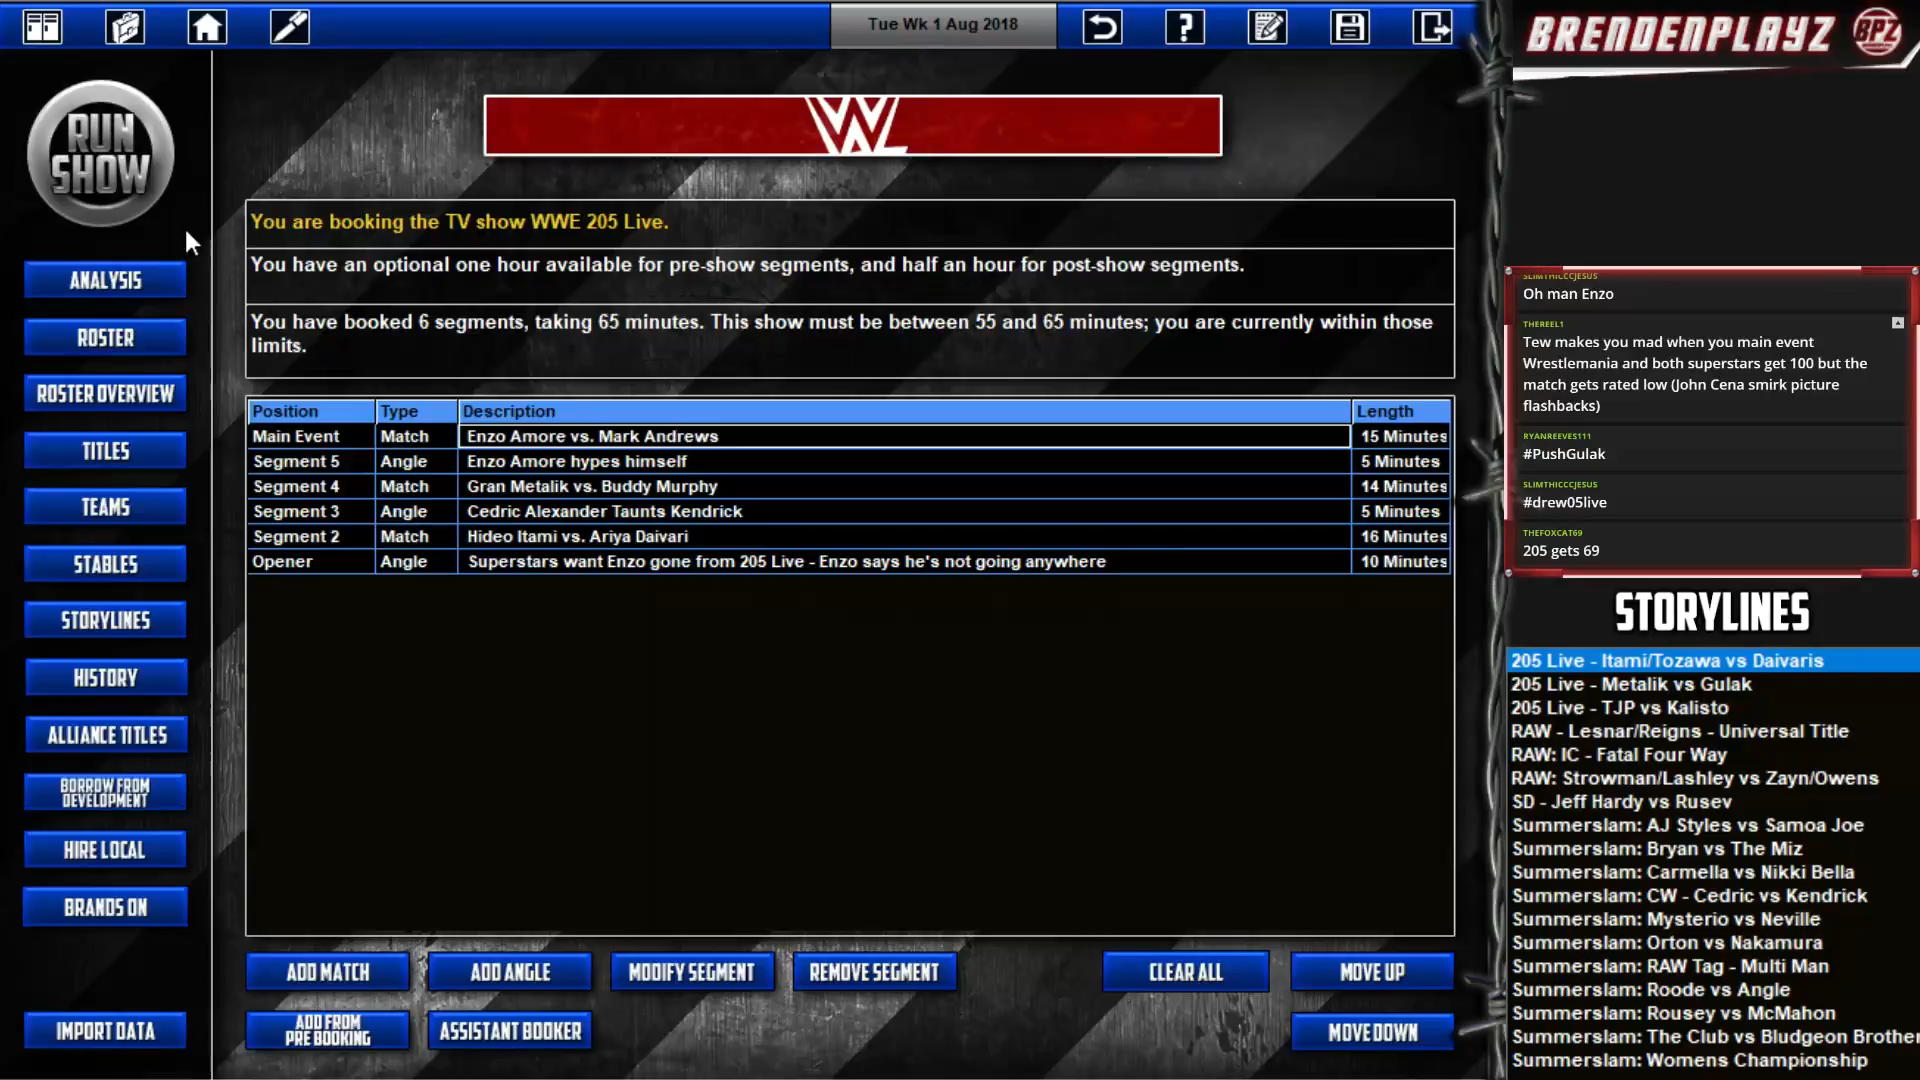 Tue Wk 1 Aug 2018
BRENDENPLAYZ
BPZ
RUN
SHOW
ANALYSIS
ROSTER
ROSTER OVERVIEW
TITLES
TEAMS
STABLES
STORYLINES
HISTORY
ALLIANCE TITLES
BORROW FROM
DEVELOPMENT
HIRE LOCAL
BRANDS ON
IMPORT DATA
You are booking the TV show WWE 205 Live.
You have an optional one hour available for pre-show segments, and half an hour for post-show segments.
You have booked 6 segments, taking 65 minutes. This show must be between 55 and 65 minutes; you are currently within those
limits.
Position Type Description Length
Main Event Match Enzo Amore vs. Mark Andrews 15 Minutes
Segment 5 Angle Enzo Amore hypes himself 5 Minutes
Segment 4 Match Gran Metalik vs. Buddy Murphy 14 Minutes
Segment 3 Angle Cedric Alexander Taunts Kendrick 5 Minutes
Segment 2 Match Hideo Itami vs. Ariya Daivari 16 Minutes
Opener Angle Superstars want Enzo gone from 205 Live - Enzo says he's not going anywhere 10 Minutes
ADD MATCH
ADD ANGLE
MODIFY SEGMENT
REMOVE SEGMENT
CLEAR ALL
MOVE UP
ADD FROM
PRE BOOKING
ASSISTANT BOOKER
MOVE DOWN
SLIMTHICCCJESUS
Oh man Enzo
THEREEL1
Tew makes you mad when you main event
Wrestlemania and both superstars get 100 but the
match gets rated low (John Cena smirk picture
flashbacks)
RYANREEVES111
#PushGulak
SLIMTHICCCJESUS
#drew05live
THEFOXCAT69
205 gets 69
STORYLINES
205 Live - Itami/Tozawa vs Daivaris
205 Live - Metalik vs Gulak
205 Live - TJP vs Kalisto
RAW - Lesnar/Reigns - Universal Title
RAW: IC - Fatal Four Way
RAW: Strowman/Lashley vs Zayn/Owens
SD - Jeff Hardy vs Rusev
Summerslam: AJ Styles vs Samoa Joe
Summerslam: Bryan vs The Miz
Summerslam: Carmella vs Nikki Bella
Summerslam: CW - Cedric vs Kendrick
Summerslam: Mysterio vs Neville
Summerslam: Orton vs Nakamura
Summerslam: RAW Tag - Multi Man
Summerslam: Roode vs Angle
Summerslam: Rousey vs McMahon
Summerslam: The Club vs Bludgeon Brother
Summerslam: Womens Championship